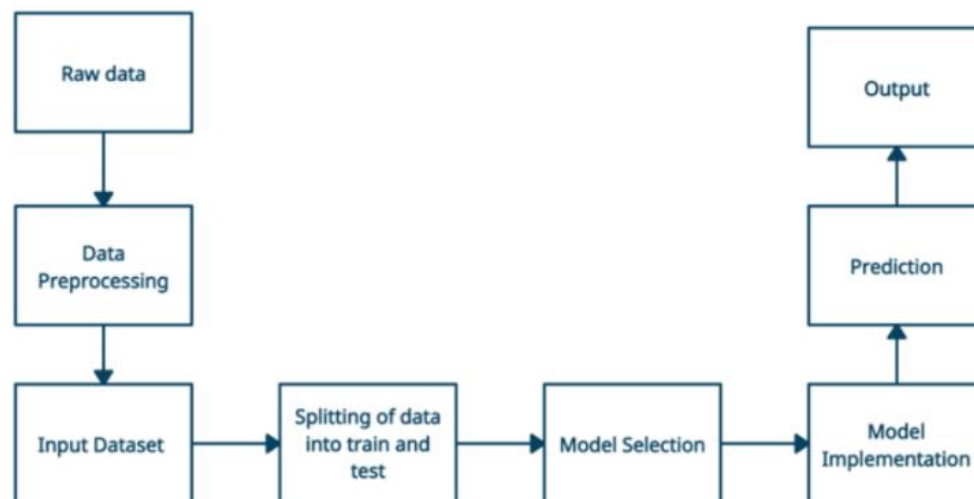 Raw data
Data
Preprocessing
Input Dataset
Splitting of data
into train and
test
Model Selection
Model
Implementation
Prediction
Output